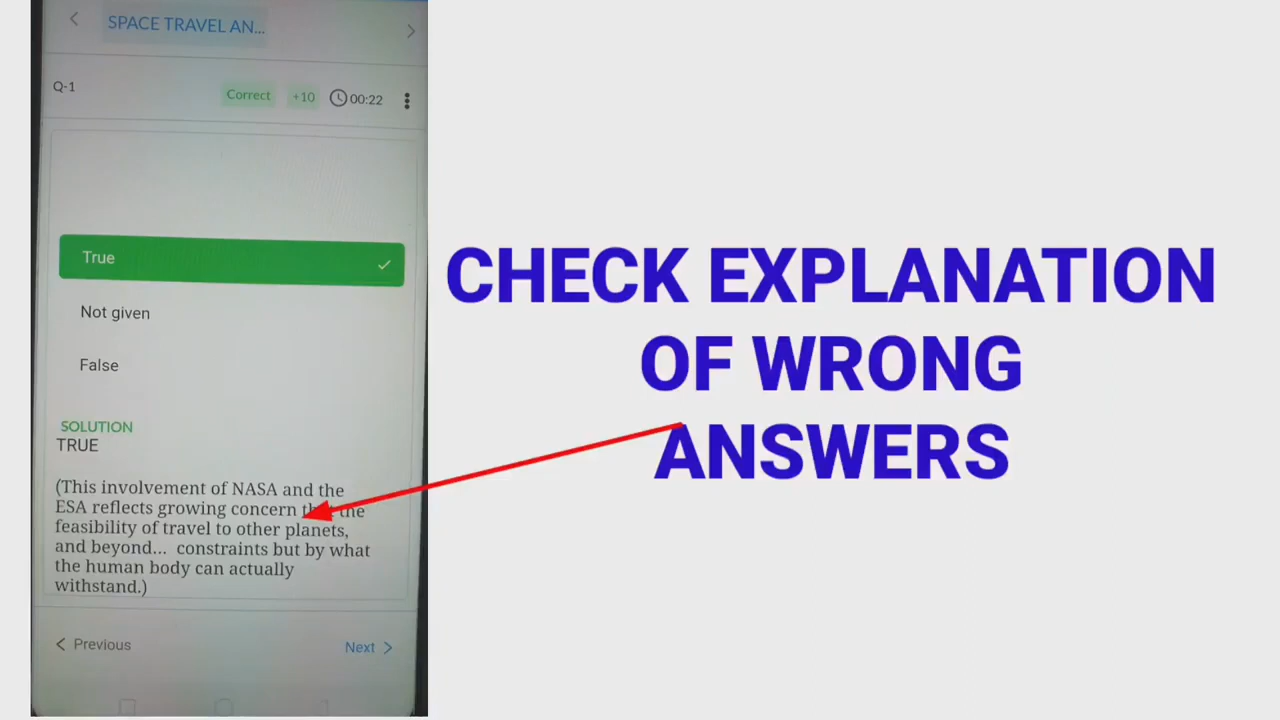 SPACE TRAVEL AN...
Q-1
Correct
+10
00:22
True
Not given
False
SOLUTION
TRUE
(This involvement of NASA and the
ESA reflects growing concern the
feasibility of travel to other planets,
and beyond... constraints but by what
the human body can actually
withstand.)
Previous
Next
CHECK EXPLANATION
OF WRONG
ANSWERS